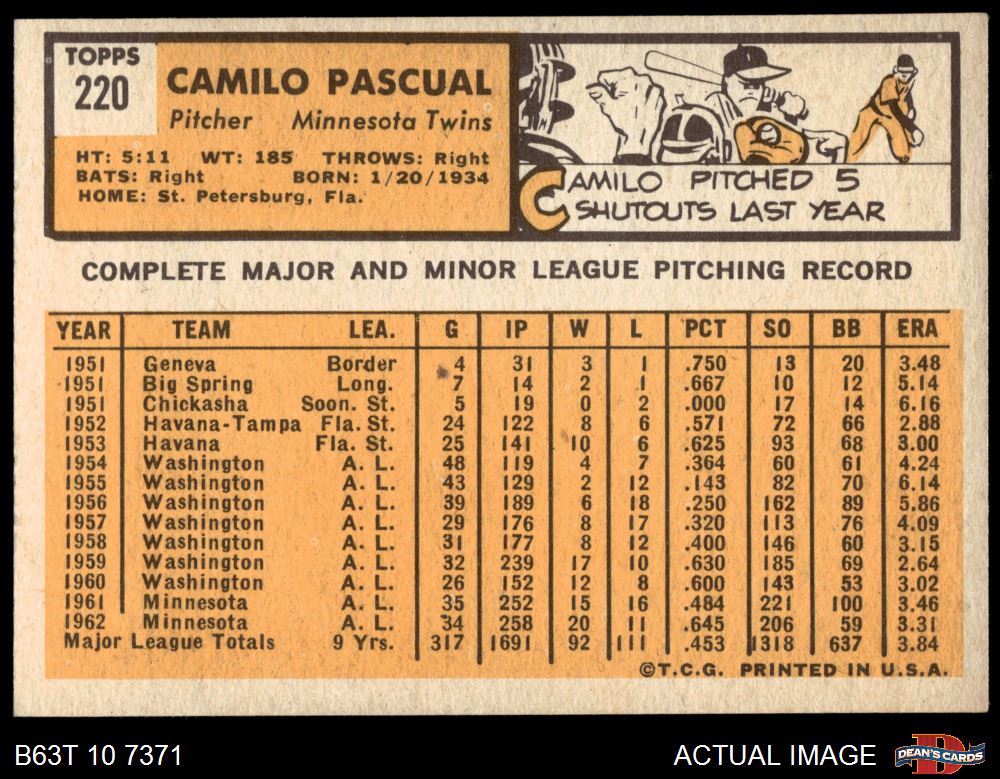 TOPPS
220
CAMILO PASCUAL
Pitcher Minnesota Twins
HT: 5:11 WT: 185 THROWS: Right
BATS: Right BORN: 1/20/1934
HOME: St. Petersburg, Fla.
CAMILO PITCHED 5
SHUTOUTS LAST YEAR
COMPLETE MAJOR AND MINOR LEAGUE PITCHING RECORD
YEAR TEAM LEA. G IP W L PCT SO BB ERA
1951 Geneva Border 4 31 3 1 .750 13 20 3.48
1951 Big Spring Long. 7 14 2 1 .667 10 12 5.14
1951 Chickasha Soon. St. 5 19 0 2 .000 17 14 6.16
1952 Havana-Tampa Fla. St. 24 122 8 6 .571 72 66 2.88
1953 Havana Fla. St. 25 141 10 6 .625 93 68 3.00
1954 Washington A. L. 48 119 4 7 .364 60 61 4.24
1955 Washington A. L. 43 129 2 12 .143 82 70 6.14
1956 Washington A. L. 39 189 6 18 .250 162 89 5.86
1957 Washington A. L. 29 176 8 17 .320 113 76 4.09
1958 Washington A. L. 31 177 8 12 .400 146 60 3.15
1959 Washington A. L. 32 239 17 10 .630 185 69 2.64
1960 Washington A. L. 26 152 12 8 .600 143 53 3.02
1961 Minnesota A. L. 35 252 15 16 .484 221 100 3.46
1962 Minnesota A. L. 34 258 20 11 .645 206 59 3.31
Major League Totals 9 Yrs. 317 1691 92 111 .453 1318 637 3.84
©T.C.G. PRINTED IN U.S.A.
B63T 10 7371 ACTUAL IMAGE DEAN'S CARDS